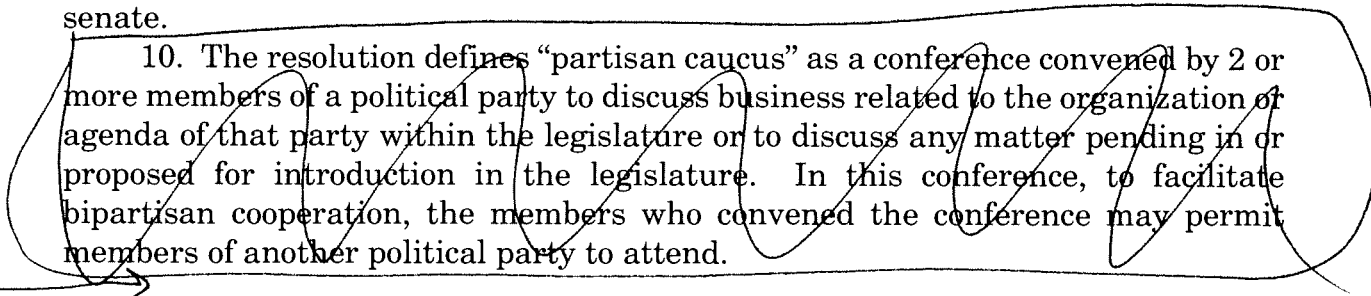 senate.
10. The resolution defines “partisan caucus” as a conference convened by 2 or
more members of a political party to discuss business related to the organization or
agenda of that party within the legislature or to discuss any matter pending in or
proposed for introduction in the legislature. In this conference, to facilitate
bipartisan cooperation, the members who convened the conference may permit
members of another political party to attend.